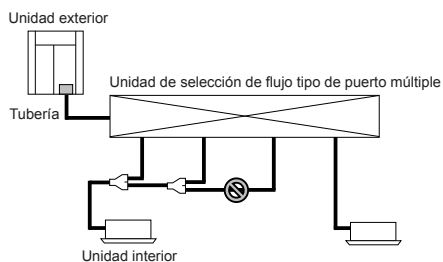 Unidad exterior
Unidad de selección de flujo tipo de puerto múltiple
Tubería
Unidad interior